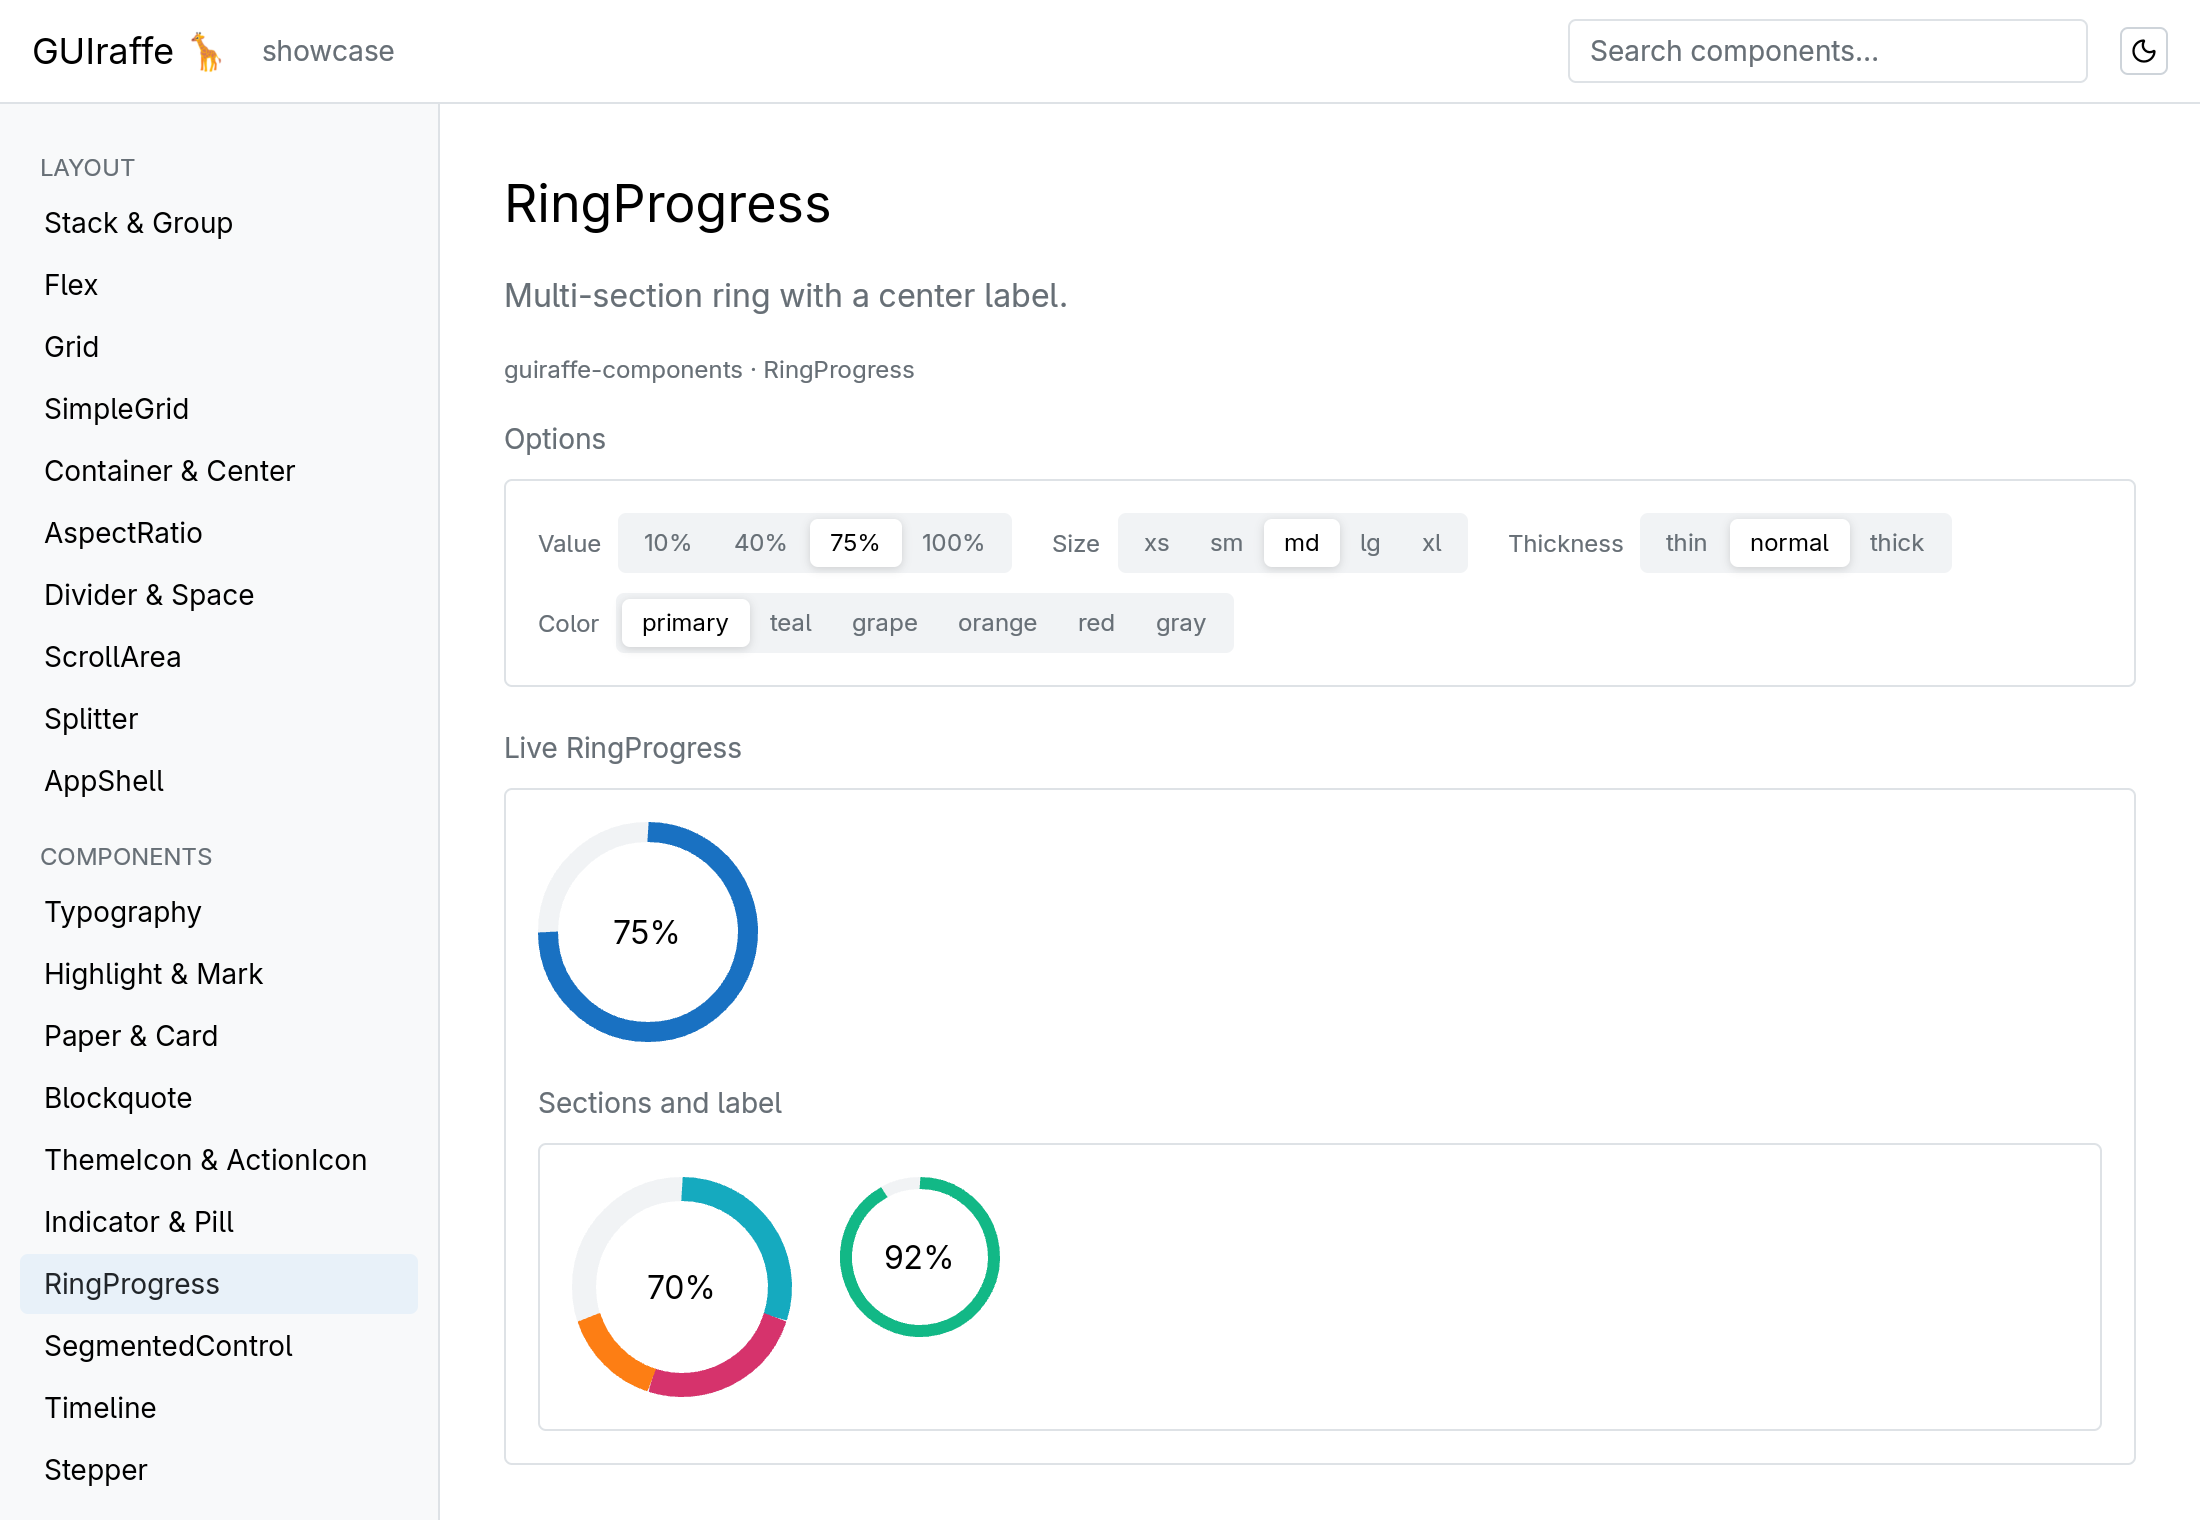 GUIraffe 🦒 showcase Search components...
LAYOUT
Stack & Group
Flex
Grid
SimpleGrid
Container & Center
AspectRatio
Divider & Space
ScrollArea
Splitter
AppShell
COMPONENTS
Typography
Highlight & Mark
Paper & Card
Blockquote
ThemeIcon & ActionIcon
Indicator & Pill
RingProgress
SegmentedControl
Timeline
Stepper
RingProgress
Multi-section ring with a center label.
guiraffe-components · RingProgress
Options
Value 10% 40% 75% 100% Size xs sm md lg xl Thickness thin normal thick
Color primary teal grape orange red gray
Live RingProgress
75%
Sections and label
70% 92%